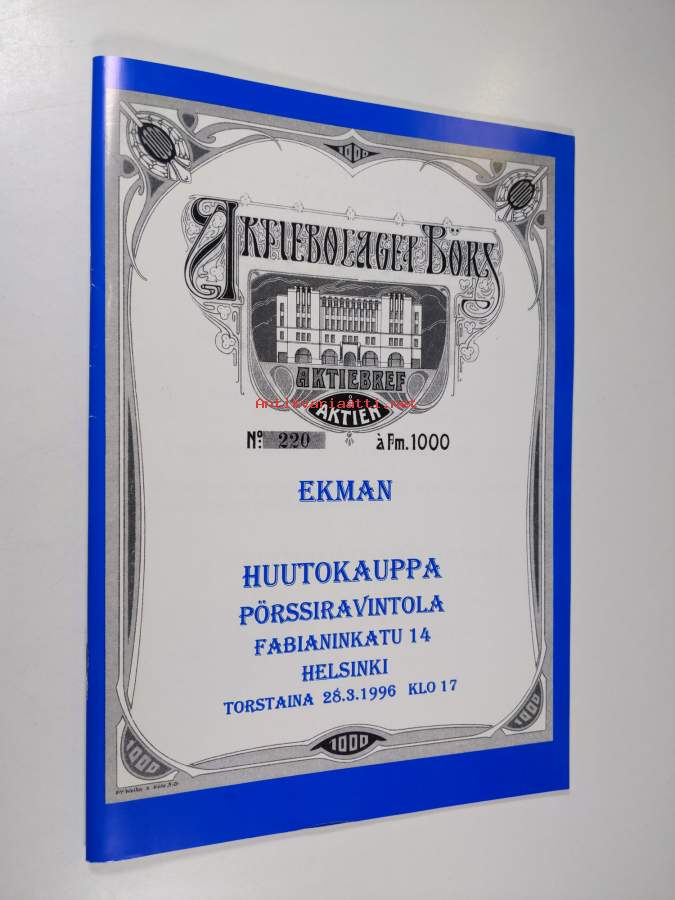 1000
AKTIEBOLAGET BÖRS
AKTIEBREF
Å
AKTIEN
Antikvariaatti.net
No: 220 à Fm. 1000
EKMAN
HUUTOKAUPPA
PÖRSSIRAVINTOLA
FABIANINKATU 14
HELSINKI
TORSTAINA 28.3.1996 KLO 17
1000
1000
1000